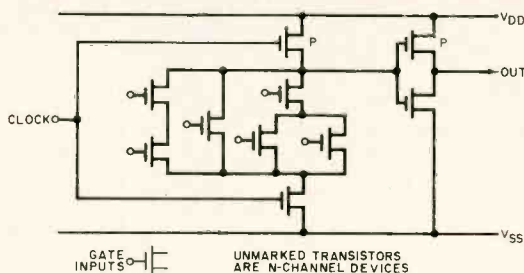 VDD
P
P
OUT
CLOCK
VSS
GATE
INPUTS
UNMARKED TRANSISTORS
ARE N-CHANNEL DEVICES